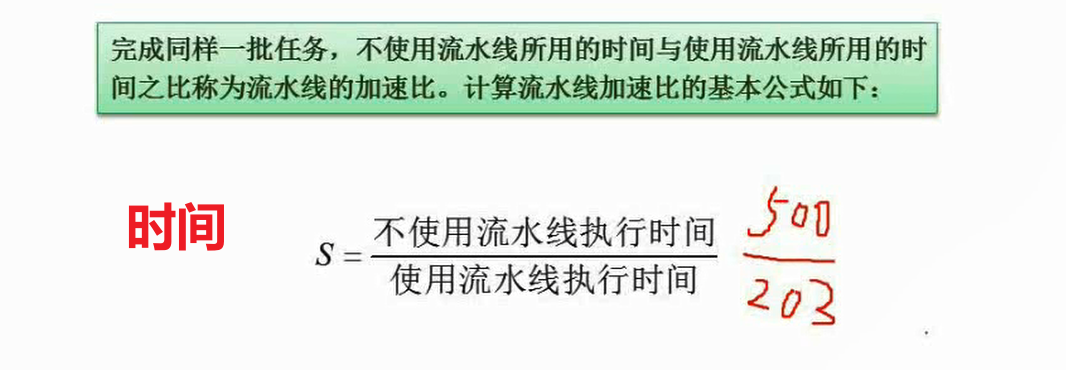 完成同样一批任务，不使用流水线所用的时间与使用流水线所用的时
间之比称为流水线的加速比。计算流水线加速比的基本公式如下：
时间
S = 不使用流水线执行时间
使用流水线执行时间
500
203